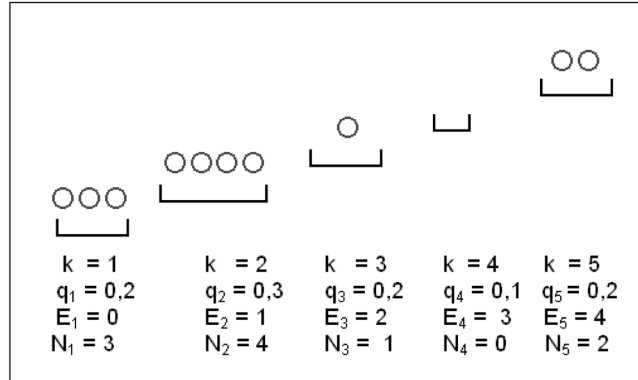 k = 1 k = 2 k = 3 k = 4 k = 5
q₁ = 0,2 q₂ = 0,3 q₃ = 0,2 q₄ = 0,1 q₅ = 0,2
E₁ = 0 E₂ = 1 E₃ = 2 E₄ = 3 E₅ = 4
N₁ = 3 N₂ = 4 N₃ = 1 N₄ = 0 N₅ = 2